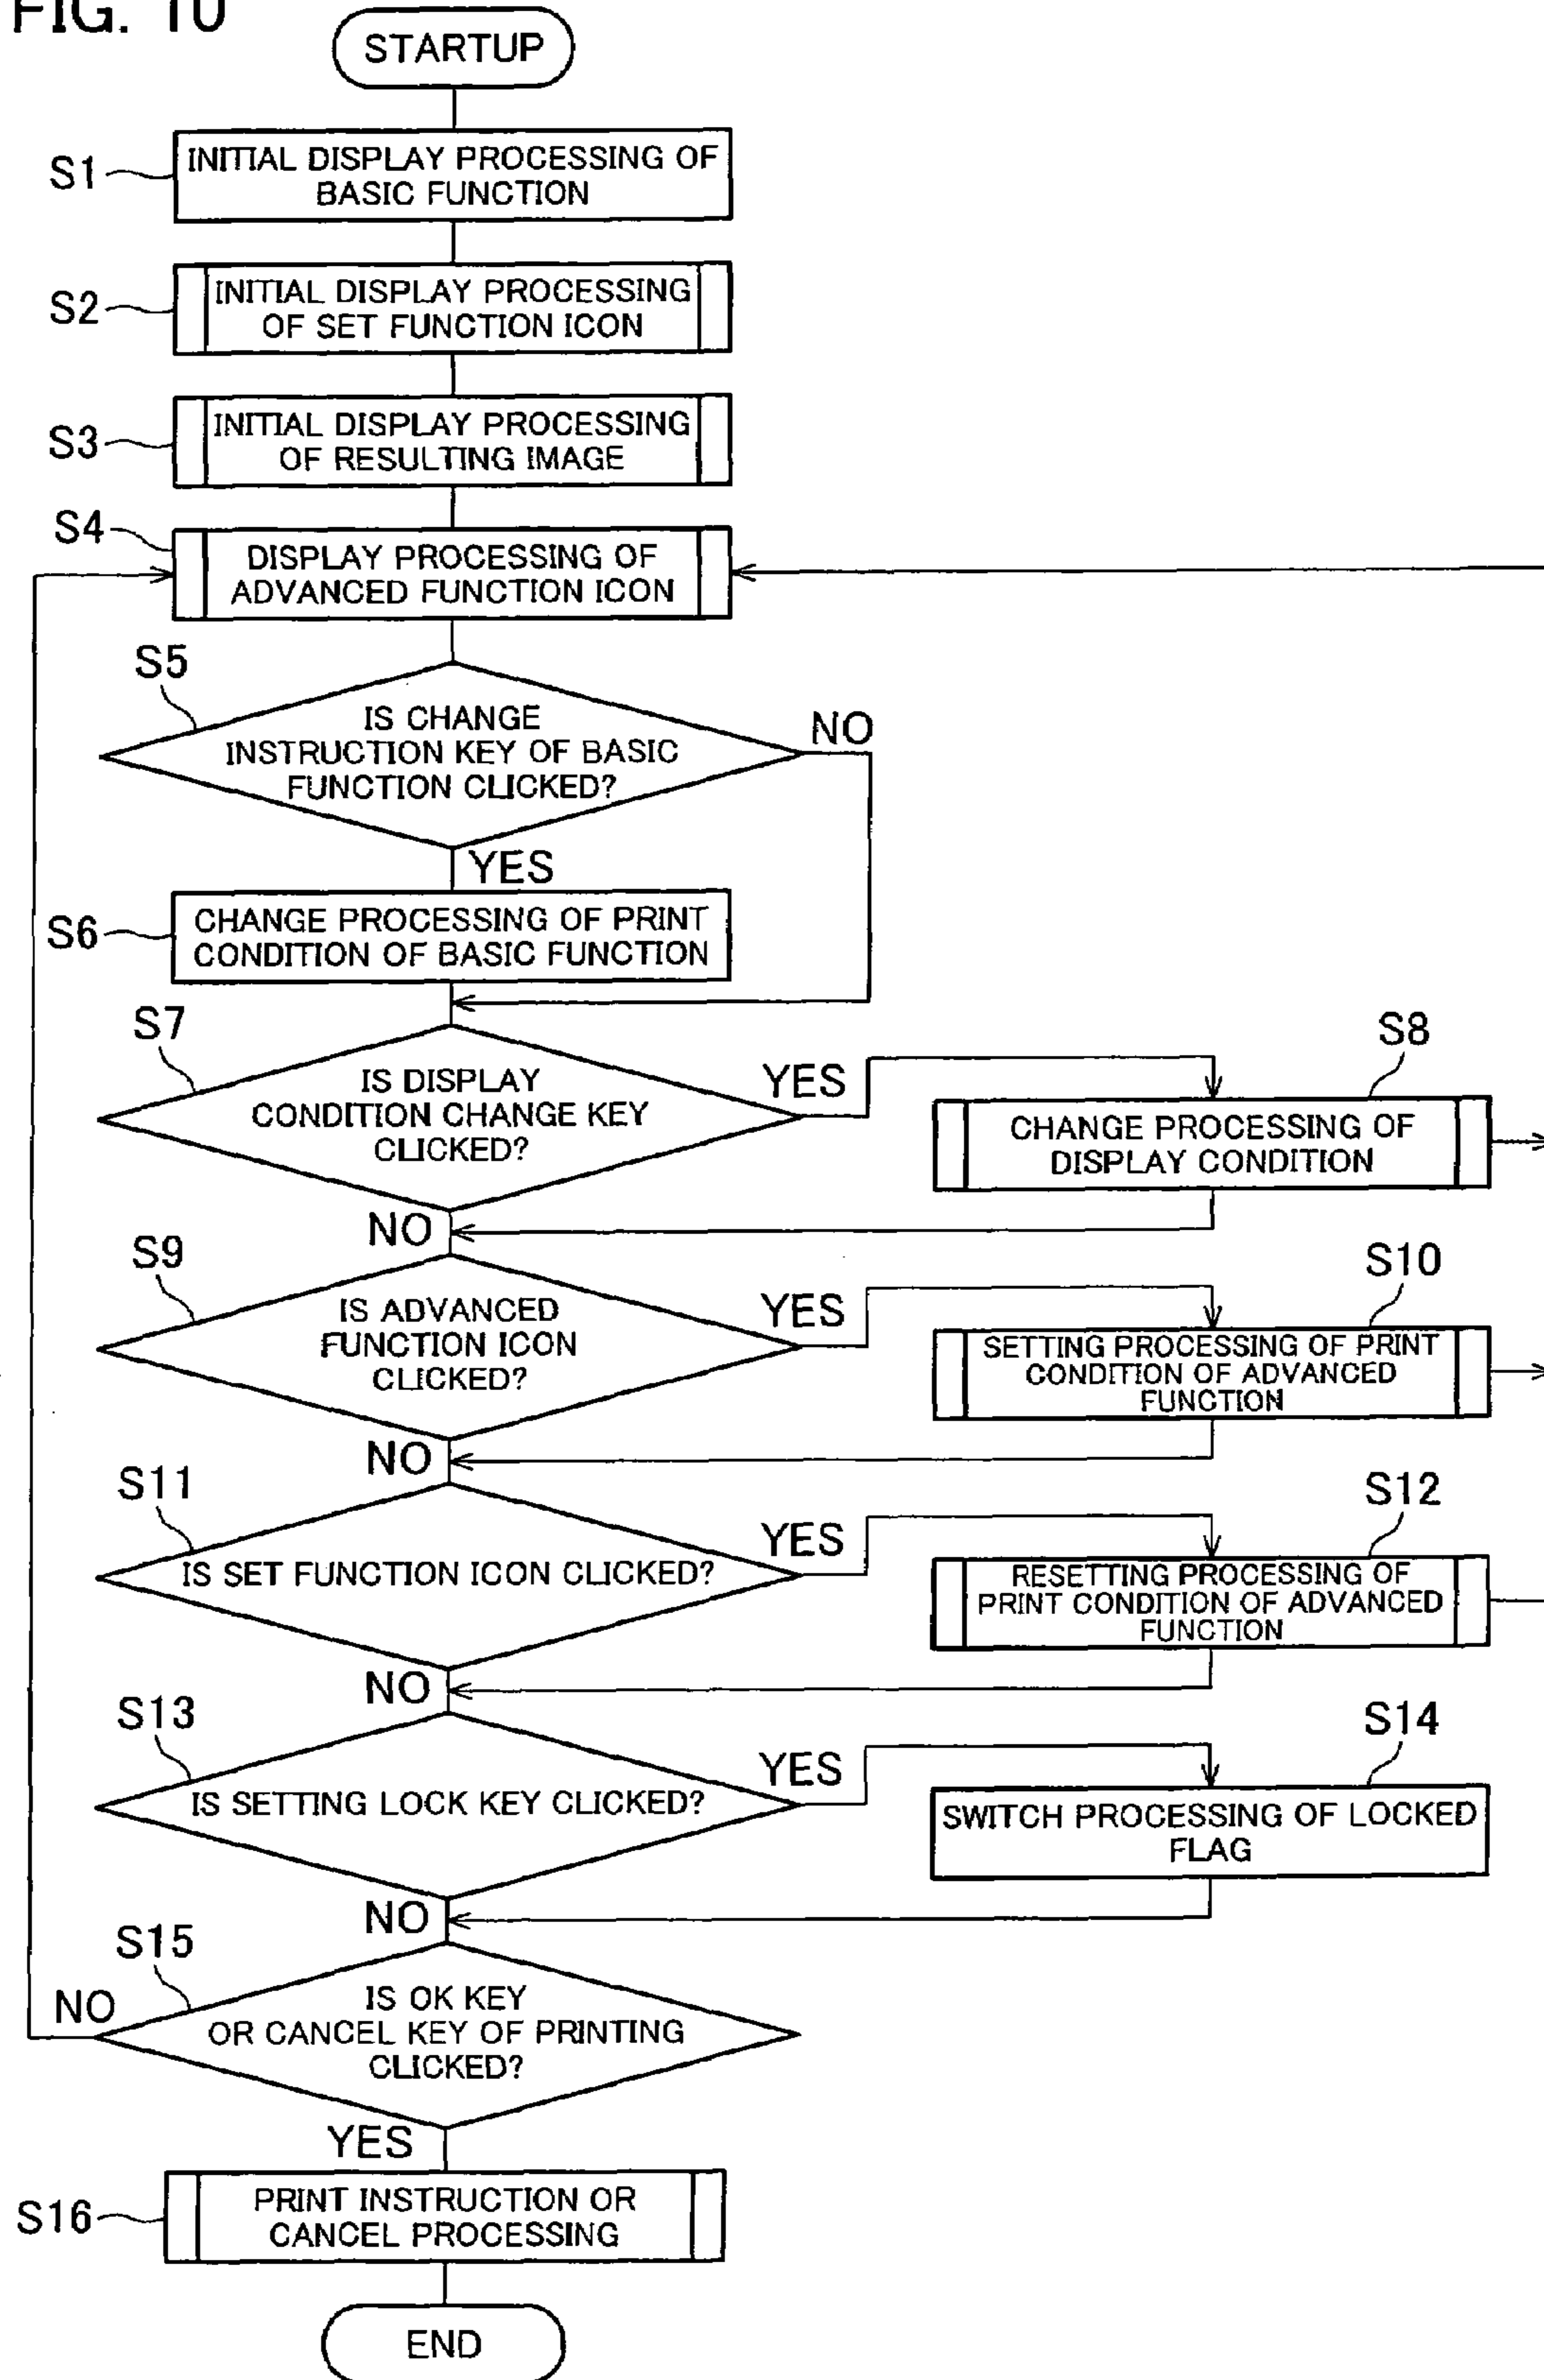 FIG. 10
STARTUP
S1
INITIAL DISPLAY PROCESSING OF
BASIC FUNCTION
S2
INITIAL DISPLAY PROCESSING
OF SET FUNCTION ICON
S3
INITIAL DISPLAY PROCESSING
OF RESULTING IMAGE
S4
DISPLAY PROCESSING OF
ADVANCED FUNCTION ICON
S5
IS CHANGE
INSTRUCTION KEY OF BASIC
FUNCTION CLICKED?
NO
YES
S6
CHANGE PROCESSING OF PRINT
CONDITION OF BASIC FUNCTION
S7
IS DISPLAY
CONDITION CHANGE KEY
CLICKED?
YES
S8
CHANGE PROCESSING OF
DISPLAY CONDITION
NO
S9
IS ADVANCED
FUNCTION ICON
CLICKED?
YES
S10
SETTING PROCESSING OF PRINT
CONDITION OF ADVANCED
FUNCTION
NO
S11
IS SET FUNCTION ICON CLICKED?
YES
S12
RESETTING PROCESSING OF
PRINT CONDITION OF ADVANCED
FUNCTION
NO
S13
IS SETTING LOCK KEY CLICKED?
YES
S14
SWITCH PROCESSING OF LOCKED
FLAG
NO
S15
IS OK KEY
OR CANCEL KEY OF PRINTING
CLICKED?
NO
YES
S16
PRINT INSTRUCTION OR
CANCEL PROCESSING
END